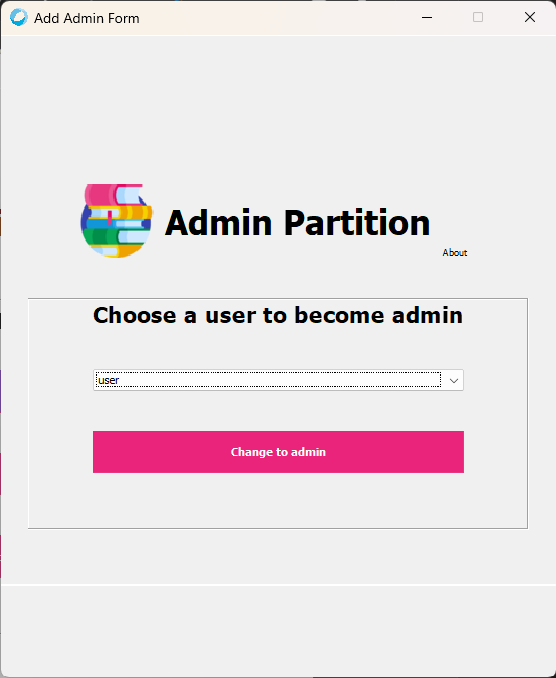 Add Admin Form
Admin Partition
About
Choose a user to become admin
user
Change to admin